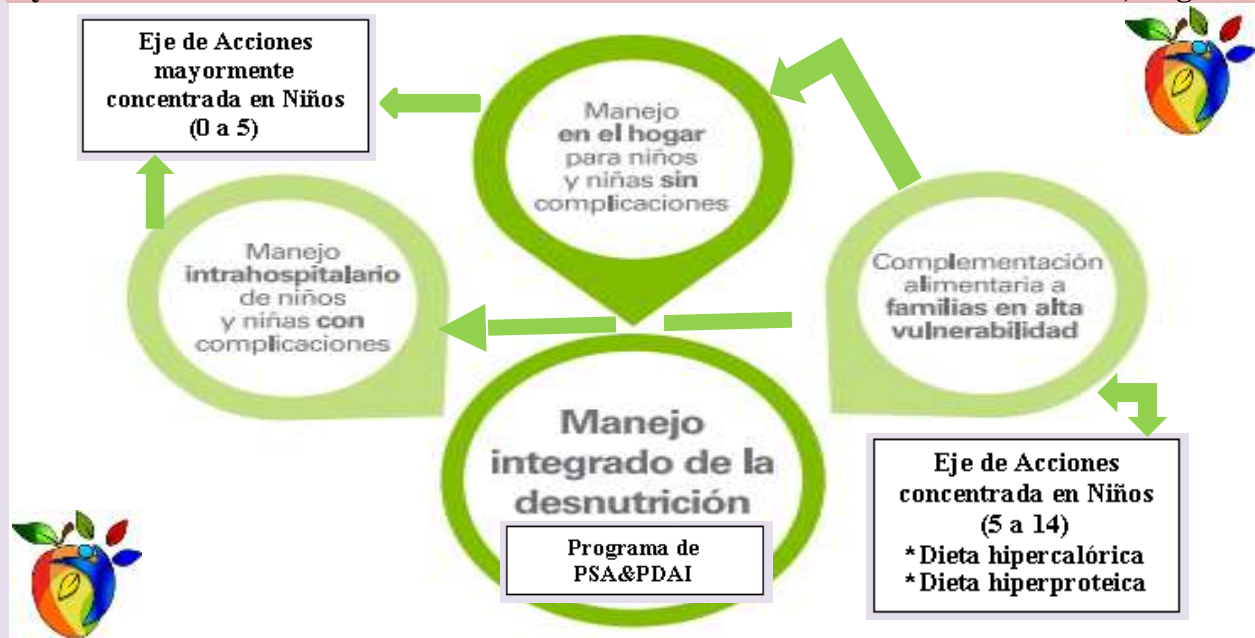 Eje de Acciones
mayormente
concentrada en Niños
(0 a 5)
Manejo
en el hogar
para niños
y niñas sin
complicaciones
Manejo
intrahospitalario
de niños
y niñas con
complicaciones
Complementación
alimentaria a
familias en alta
vulnerabilidad
Manejo
integrado de la
desnutrición
Programa de
PSA&PDAI
Eje de Acciones
concentrada en Niños
(5 a 14)
*Dieta hipercalórica
*Dieta hiperproteica